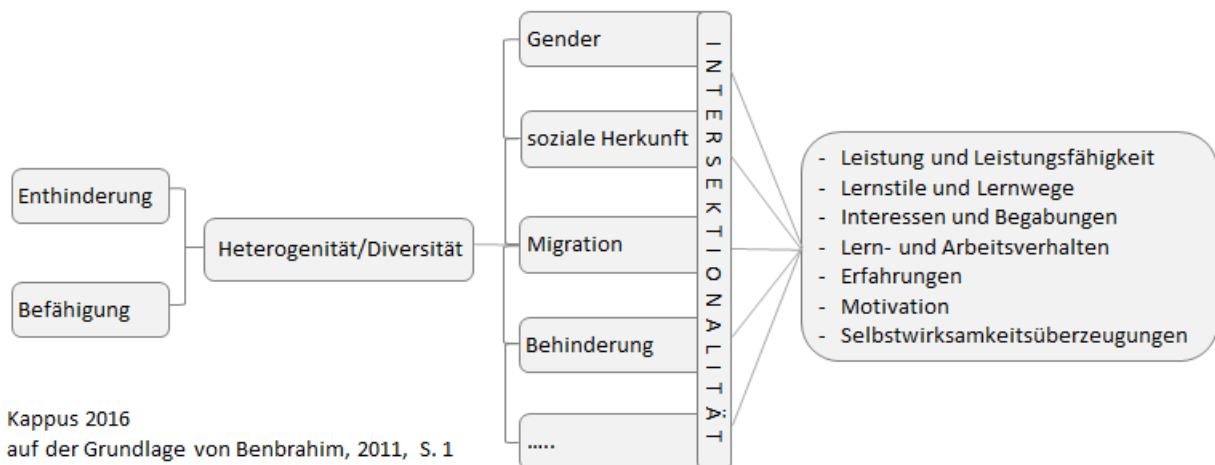 Enthinderung
Befähigung
Heterogenität/Diversität
Gender
soziale Herkunft
Migration
Behinderung
.....
INTERSEKTIONALITÄT
- Leistung und Leistungsfähigkeit
- Lernstile und Lernwege
- Interessen und Begabungen
- Lern- und Arbeitsverhalten
- Erfahrungen
- Motivation
- Selbstwirksamkeitsüberzeugungen
Kappus 2016
auf der Grundlage von Benbrahim, 2011, S. 1